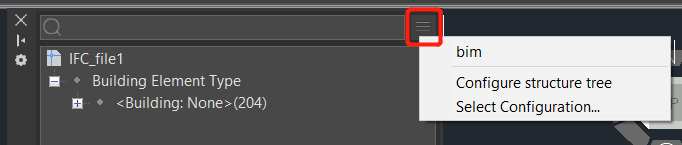 IFC_file1
Building Element Type
<Building: None>(204)
bim
Configure structure tree
Select Configuration...